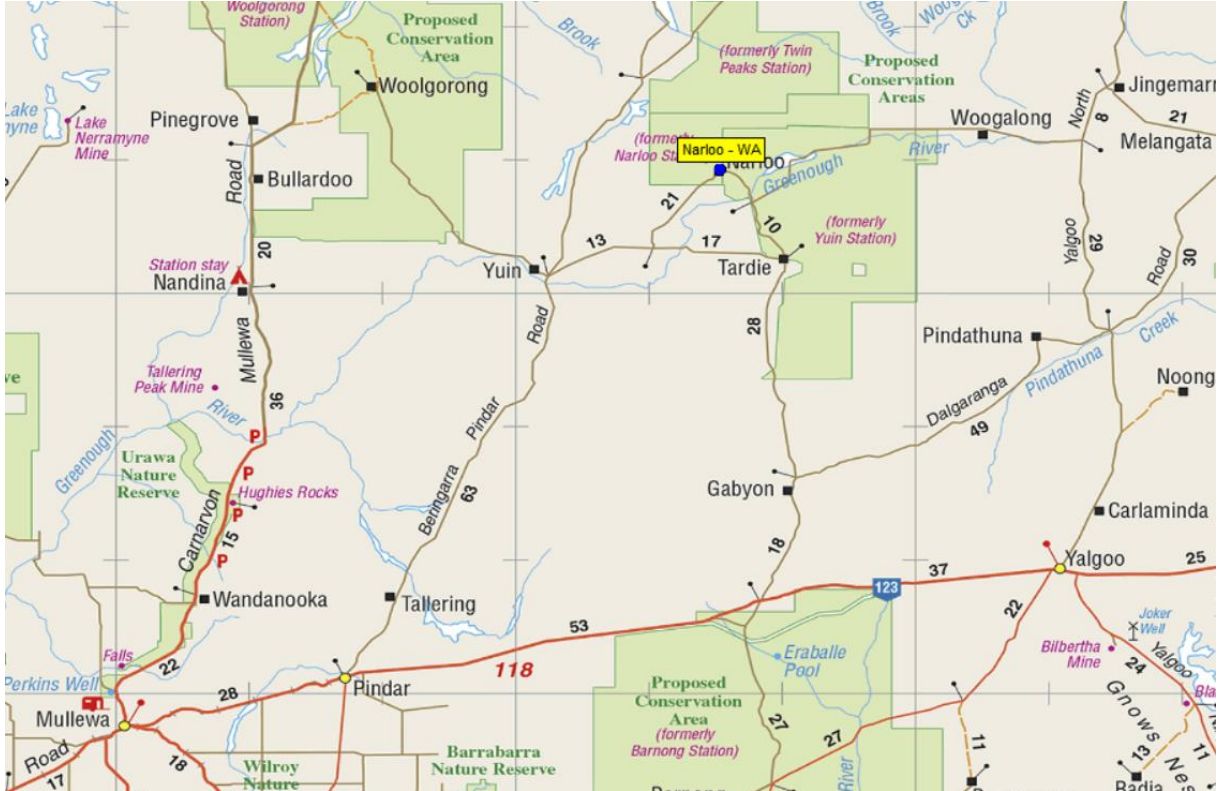 Woolgorong
Station)
Proposed
Conservation
Area
Brook
Brook
Ck
(formerly Twin
Peaks Station)
Proposed
Conservation
Areas
Jingemarr
North
8
21
Melangata
Lake
Lake
Nerramyne
Mine
Pinegrove
Woolgorong
Woogalong
River
(formerly
Narloo - WA
Narloo
Greenough
Road
Bullardoo
21
10
(formerly
Yuin Station)
20
13
17
Yuin
Tardie
Yalgoo
29
Road
30
Station stay
Nandina
Mullewa
28
Road
Pindathuna
Pindathuna
Creek
Tallering
Peak Mine
36
River
Noong
Dalgaranga
49
Pindar
P
P
Greenough
Urawa
Nature
Reserve
Hughies Rocks
P
Carnarvon
15
P
Beringarra
63
Gabyon
Carlaminda
18
Yalgoo
25
37
123
Wandanooka
Tallering
22
Joker
Well
53
118
Falls
22
Eraballe
Pool
Bilbertha
Mine
24
Yalgoo
Perkins Well
28
Pindar
Mullewa
Proposed
Conservation
Area
(formerly
Barnong Station)
Gnows
Nes
Bla
11
27
27
River
11
13
Road
17
18
Wilroy
Nature
Barrabarra
Nature Reserve
Badja